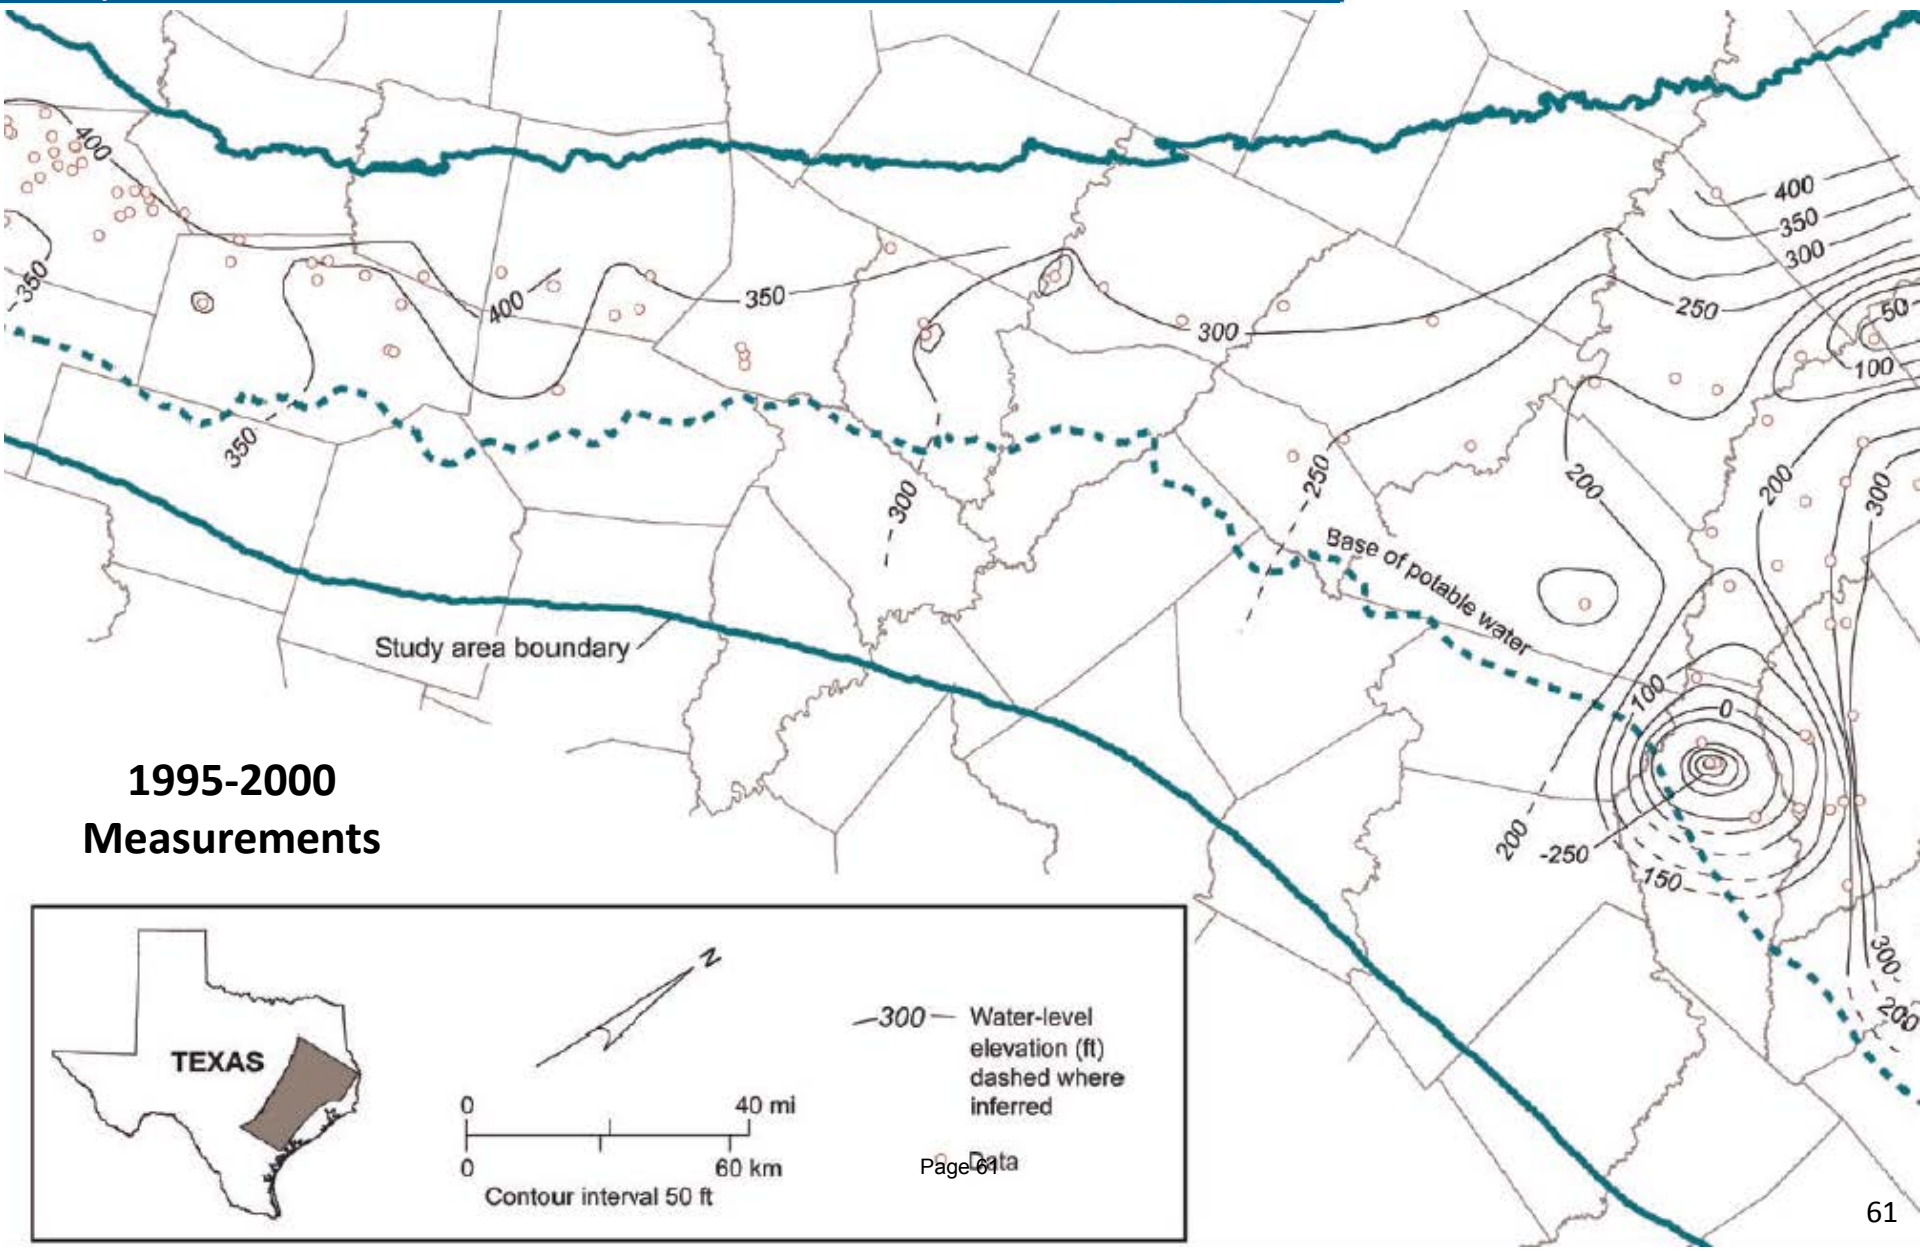 400
400
350
350
300
250
50
100
350
400
350
300
350
300
250
200
200
300
Base of potable water
Study area boundary
100
0
200
-250
150
300
200
1995-2000
Measurements
TEXAS
N
0
40 mi
0
60 km
Contour interval 50 ft
300
Water-level
elevation (ft)
dashed where
inferred
Data
Page 61
61